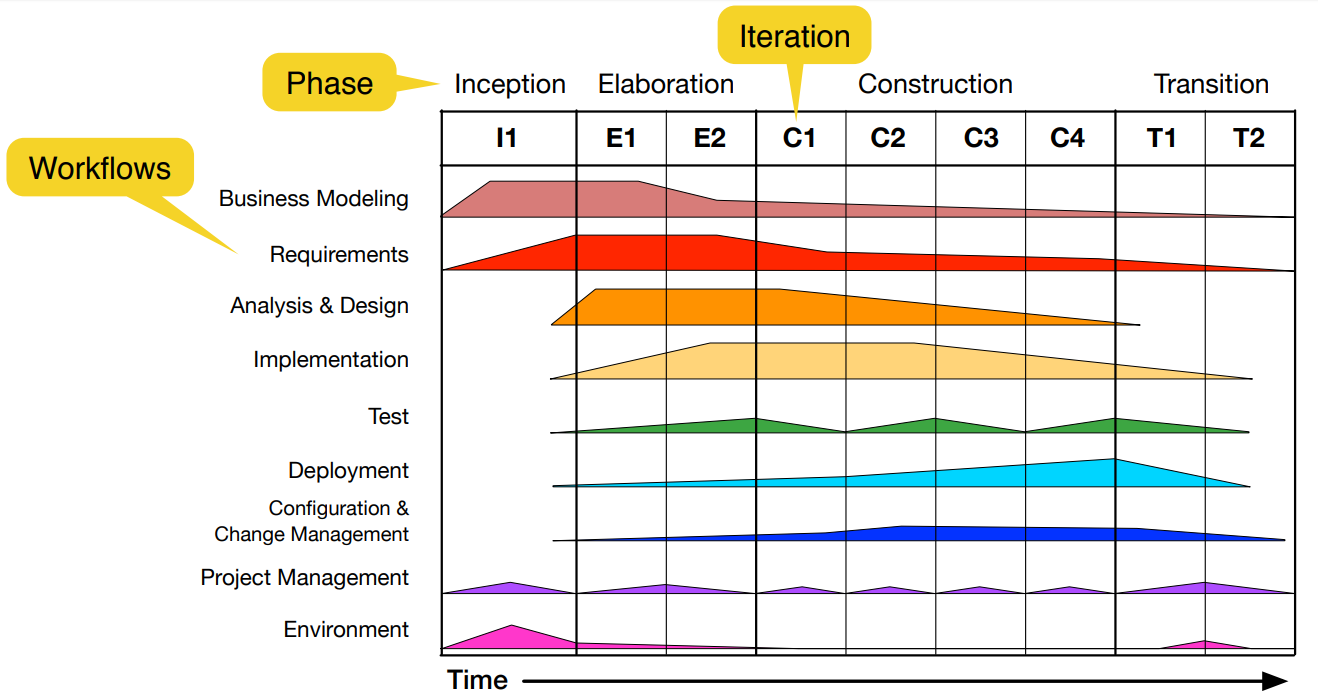 Iteration
Phase
Inception Elaboration Construction Transition
I1 E1 E2 C1 C2 C3 C4 T1 T2
Workflows
Business Modeling
Requirements
Analysis & Design
Implementation
Test
Deployment
Configuration &
Change Management
Project Management
Environment
Time